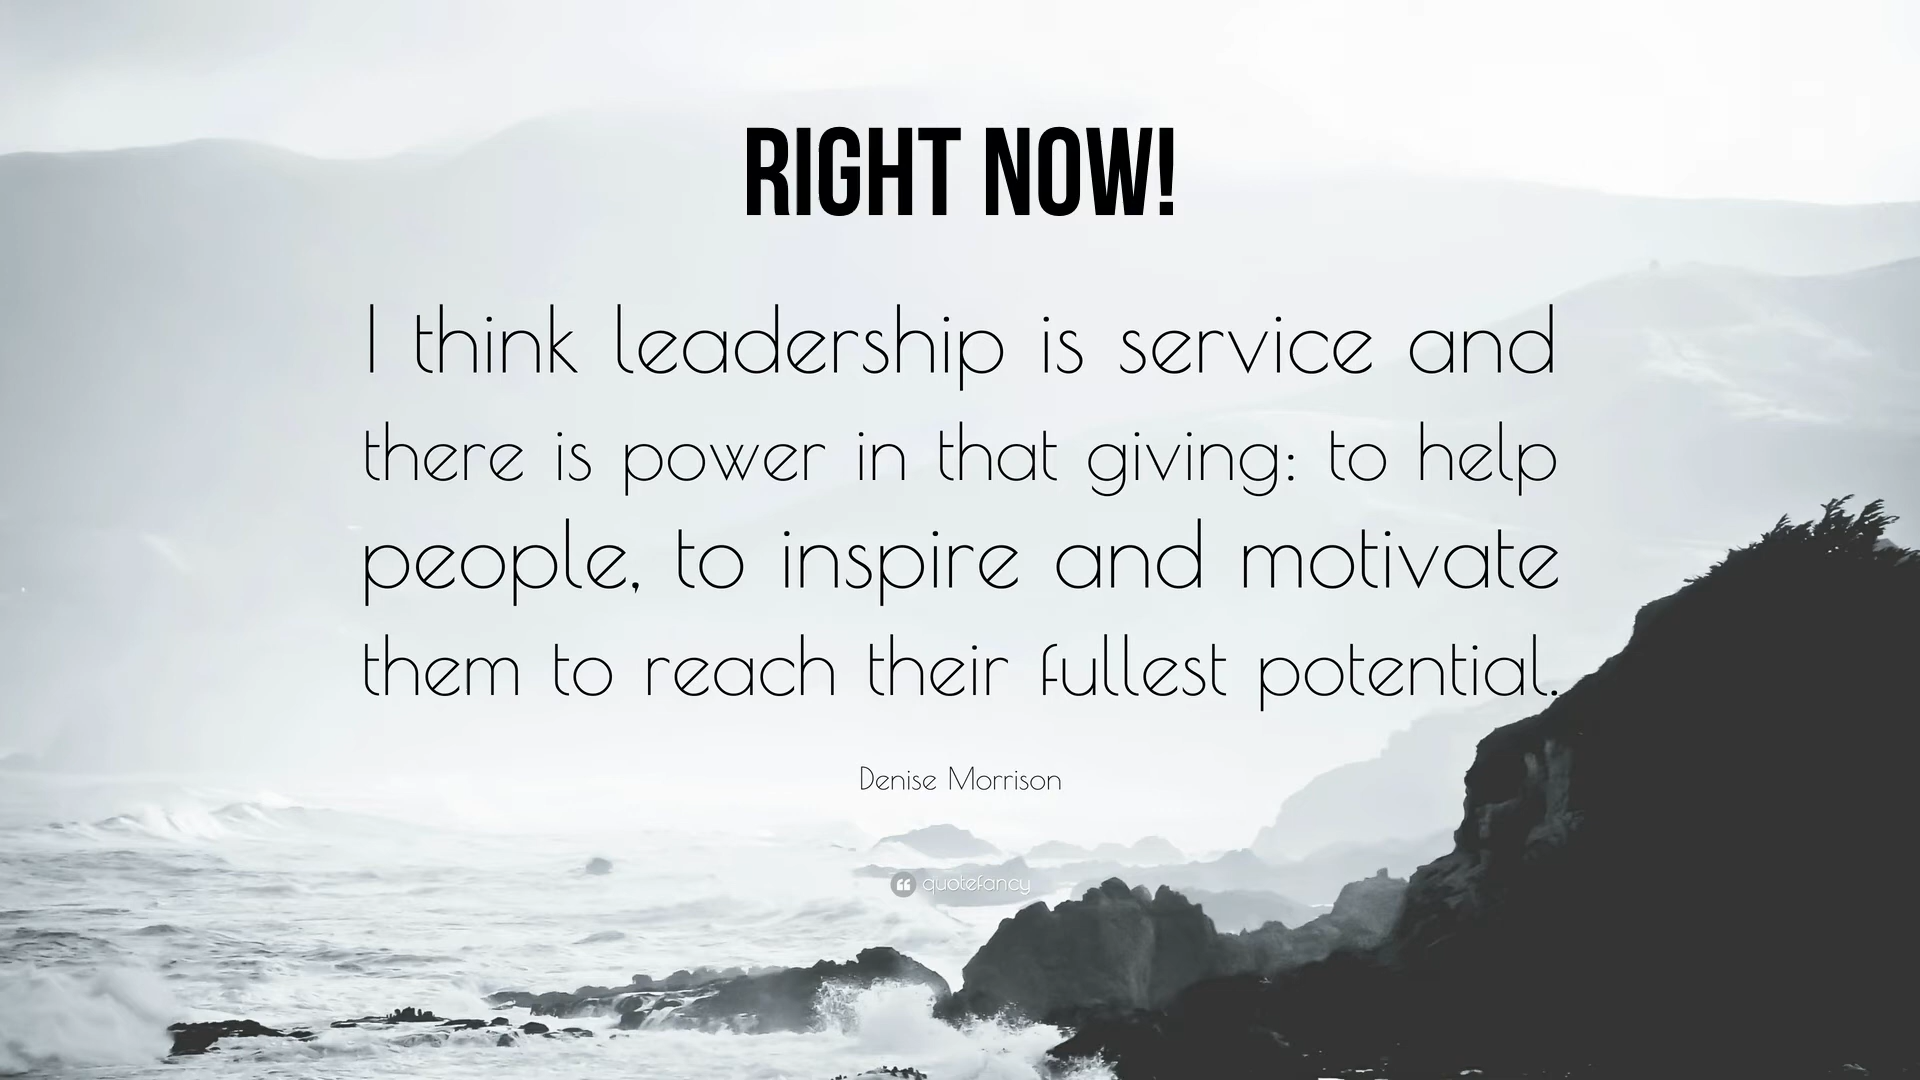 RIGHT NOW!
I think leadership is service and
there is power in that giving: to help
people, to inspire and motivate
them to reach their fullest potential.
Denise Morrison
quotefancy